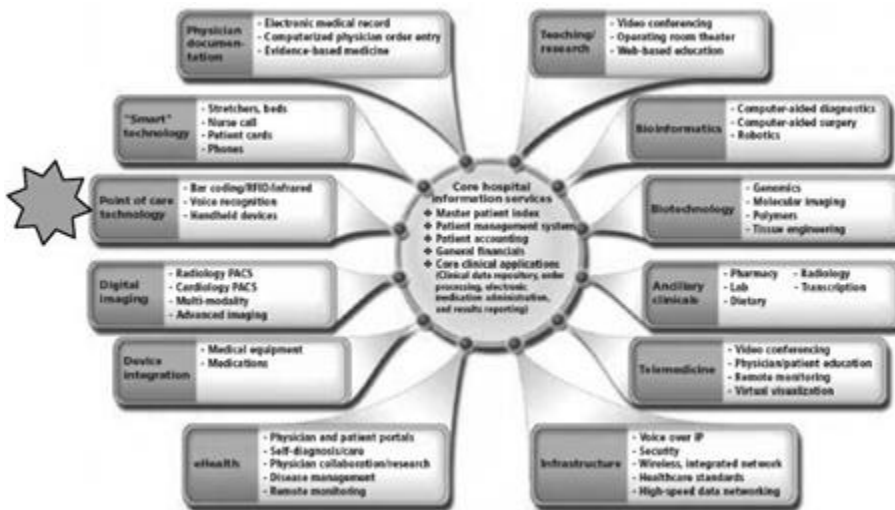 Physician
documen-
tation
- Electronic medical record
- Computerized physician order entry
- Evidence-based medicine
Teaching/
research
- Video conferencing
- Operating room theater
- Web-based education
"Smart"
technology
- Stretchers, beds
- Nurse call
- Patient cards
- Phones
Bioinformatics
- Computer-aided diagnostics
- Computer-aided surgery
- Robotics
Point of care
technology
- Bar coding/RFID/infrared
- Voice recognition
- Handheld devices
Core hospital
information services
❖ Master patient index
❖ Patient management system
❖ Patient accounting
❖ General financials
❖ Core clinical applications
(Clinical data repository, order
processing, electronic
medication administration,
and results reporting)
Biotechnology
- Genomics
- Molecular imaging
- Polymers
- Tissue engineering
Digital
imaging
- Radiology PACS
- Cardiology PACS
- Multi-modality
- Advanced imaging
Ancillary
clinicals
- Pharmacy - Radiology
- Lab - Transcription
- Dietary
Device
integration
- Medical equipment
- Medications
Telemedicine
- Video conferencing
- Physician/patient education
- Remote monitoring
- Virtual visualization
eHealth
- Physician and patient portals
- Self-diagnosis/care
- Physician collaboration/research
- Disease management
- Remote monitoring
Infrastructure
- Voice over IP
- Security
- Wireless, integrated network
- Healthcare standards
- High-speed data networking